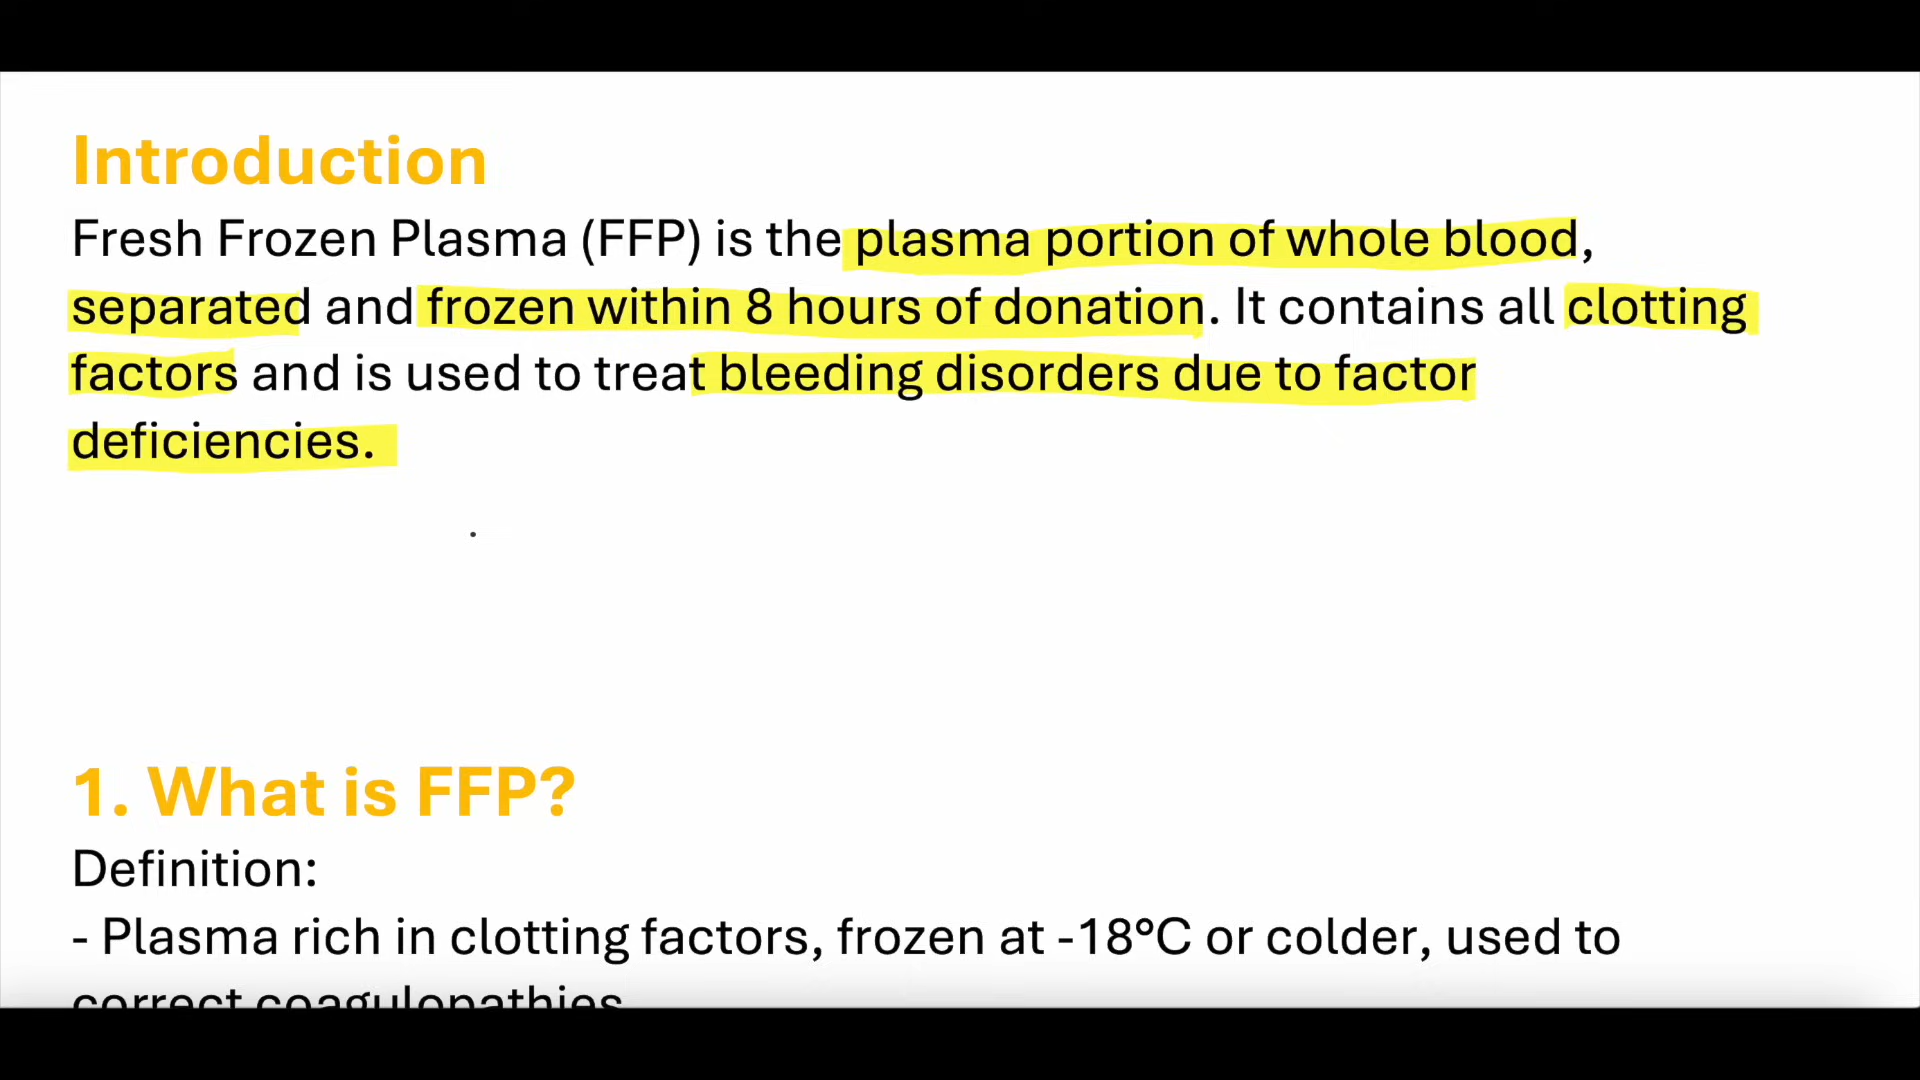 Introduction
Fresh Frozen Plasma (FFP) is the plasma portion of whole blood,
separated and frozen within 8 hours of donation. It contains all clotting
factors and is used to treat bleeding disorders due to factor
deficiencies.
1. What is FFP?
Definition:
- Plasma rich in clotting factors, frozen at -18°C or colder, used to
correct coagulopathies